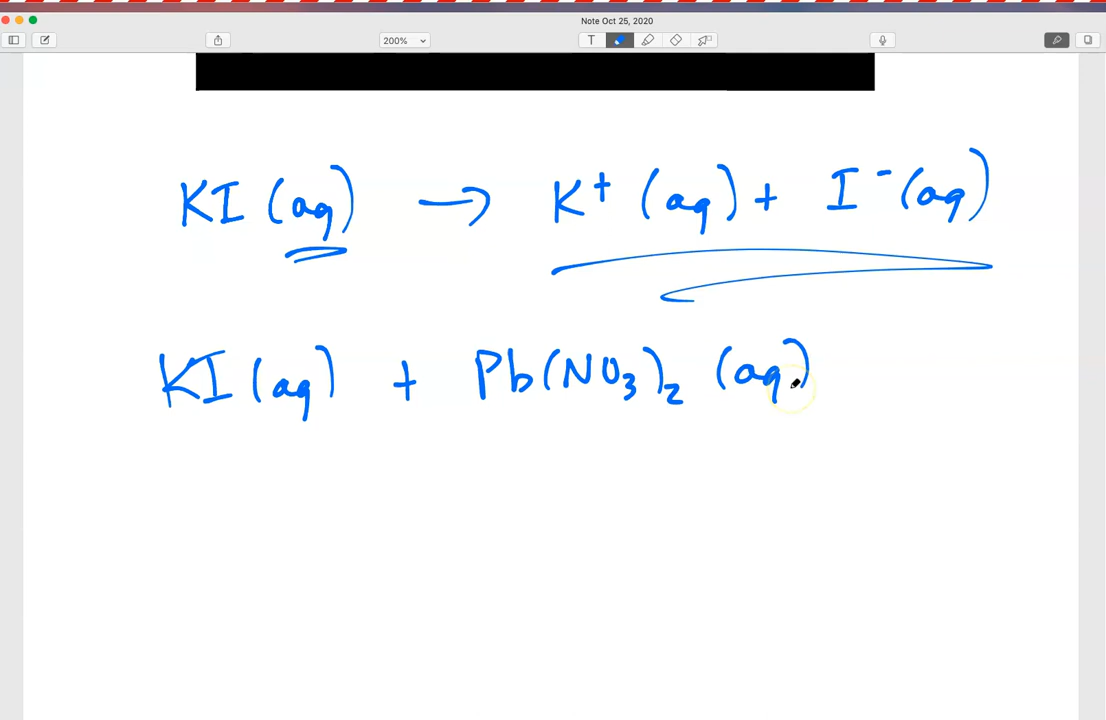 Note Oct 25, 2020
200%
T
KI (aq) → K⁺ (aq) + I⁻ (aq)
KI (aq) + Pb(NO₃)₂ (aq)